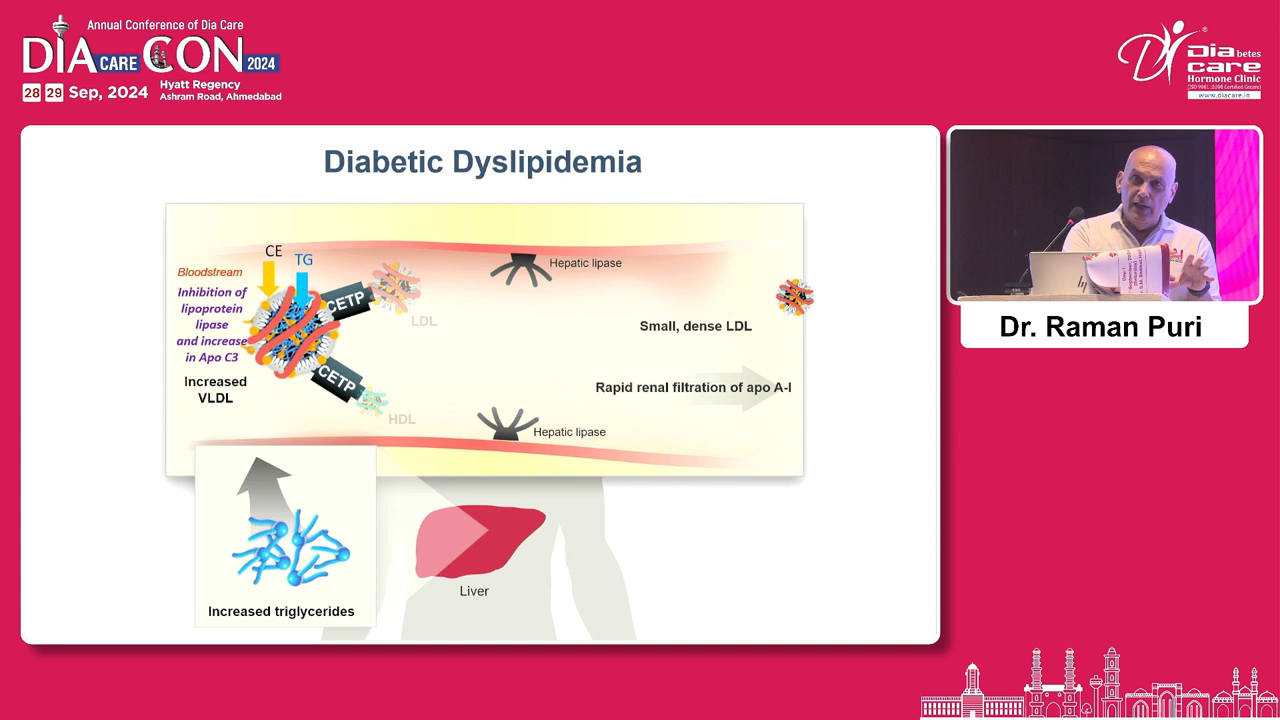 Annual Conference of Dia Care
DIA CARE CON 2024
28 29 Sep, 2024
Hyatt Regency
Ashram Road, Ahmedabad
Diabetes
care
Hormone Clinic
www.diacare.in
Diabetic Dyslipidemia
CE
TG
Bloodstream
Inhibition of
lipoprotein
lipase
and increase
in Apo C3
Increased
VLDL
CETP
LDL
CETP
HDL
Hepatic lipase
Small, dense LDL
Rapid renal filtration of apo A-I
Hepatic lipase
Liver
Increased triglycerides
Dr. Raman Puri